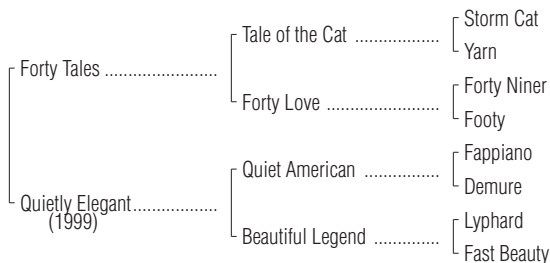 Storm Cat
Tale of the Cat ..................
Yarn
Forty Tales ........................
Forty Niner
Forty Love ........................
Footy
Fappiano
Quiet American ................
Demure
Quietly Elegant..................
(1999)
Lyphard
Beautiful Legend ..............
Fast Beauty